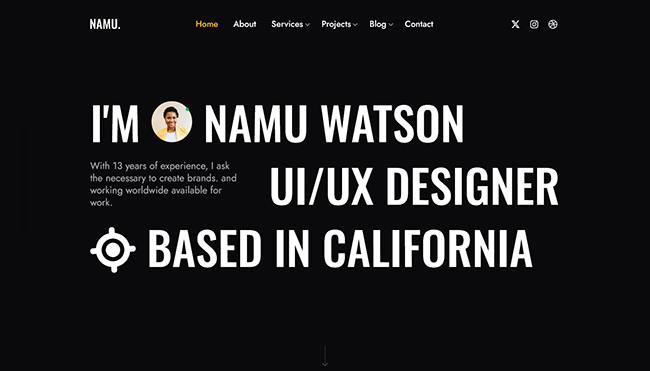 NAMU.
Home About Services Projects Blog Contact
I'M NAMU WATSON
With 13 years of experience, I ask
the necessary to create brands. and
working worldwide available for
work.
UI/UX DESIGNER
BASED IN CALIFORNIA